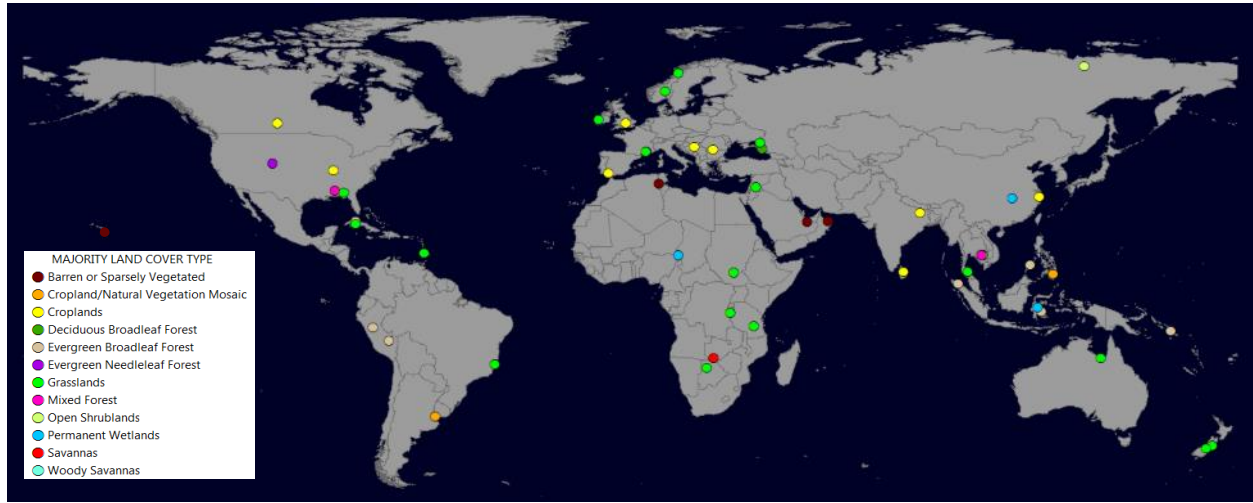 MAJORITY LAND COVER TYPE
Barren or Sparsely Vegetated
Cropland/Natural Vegetation Mosaic
Croplands
Deciduous Broadleaf Forest
Evergreen Broadleaf Forest
Evergreen Needleleaf Forest
Grasslands
Mixed Forest
Open Shrublands
Permanent Wetlands
Savannas
Woody Savannas